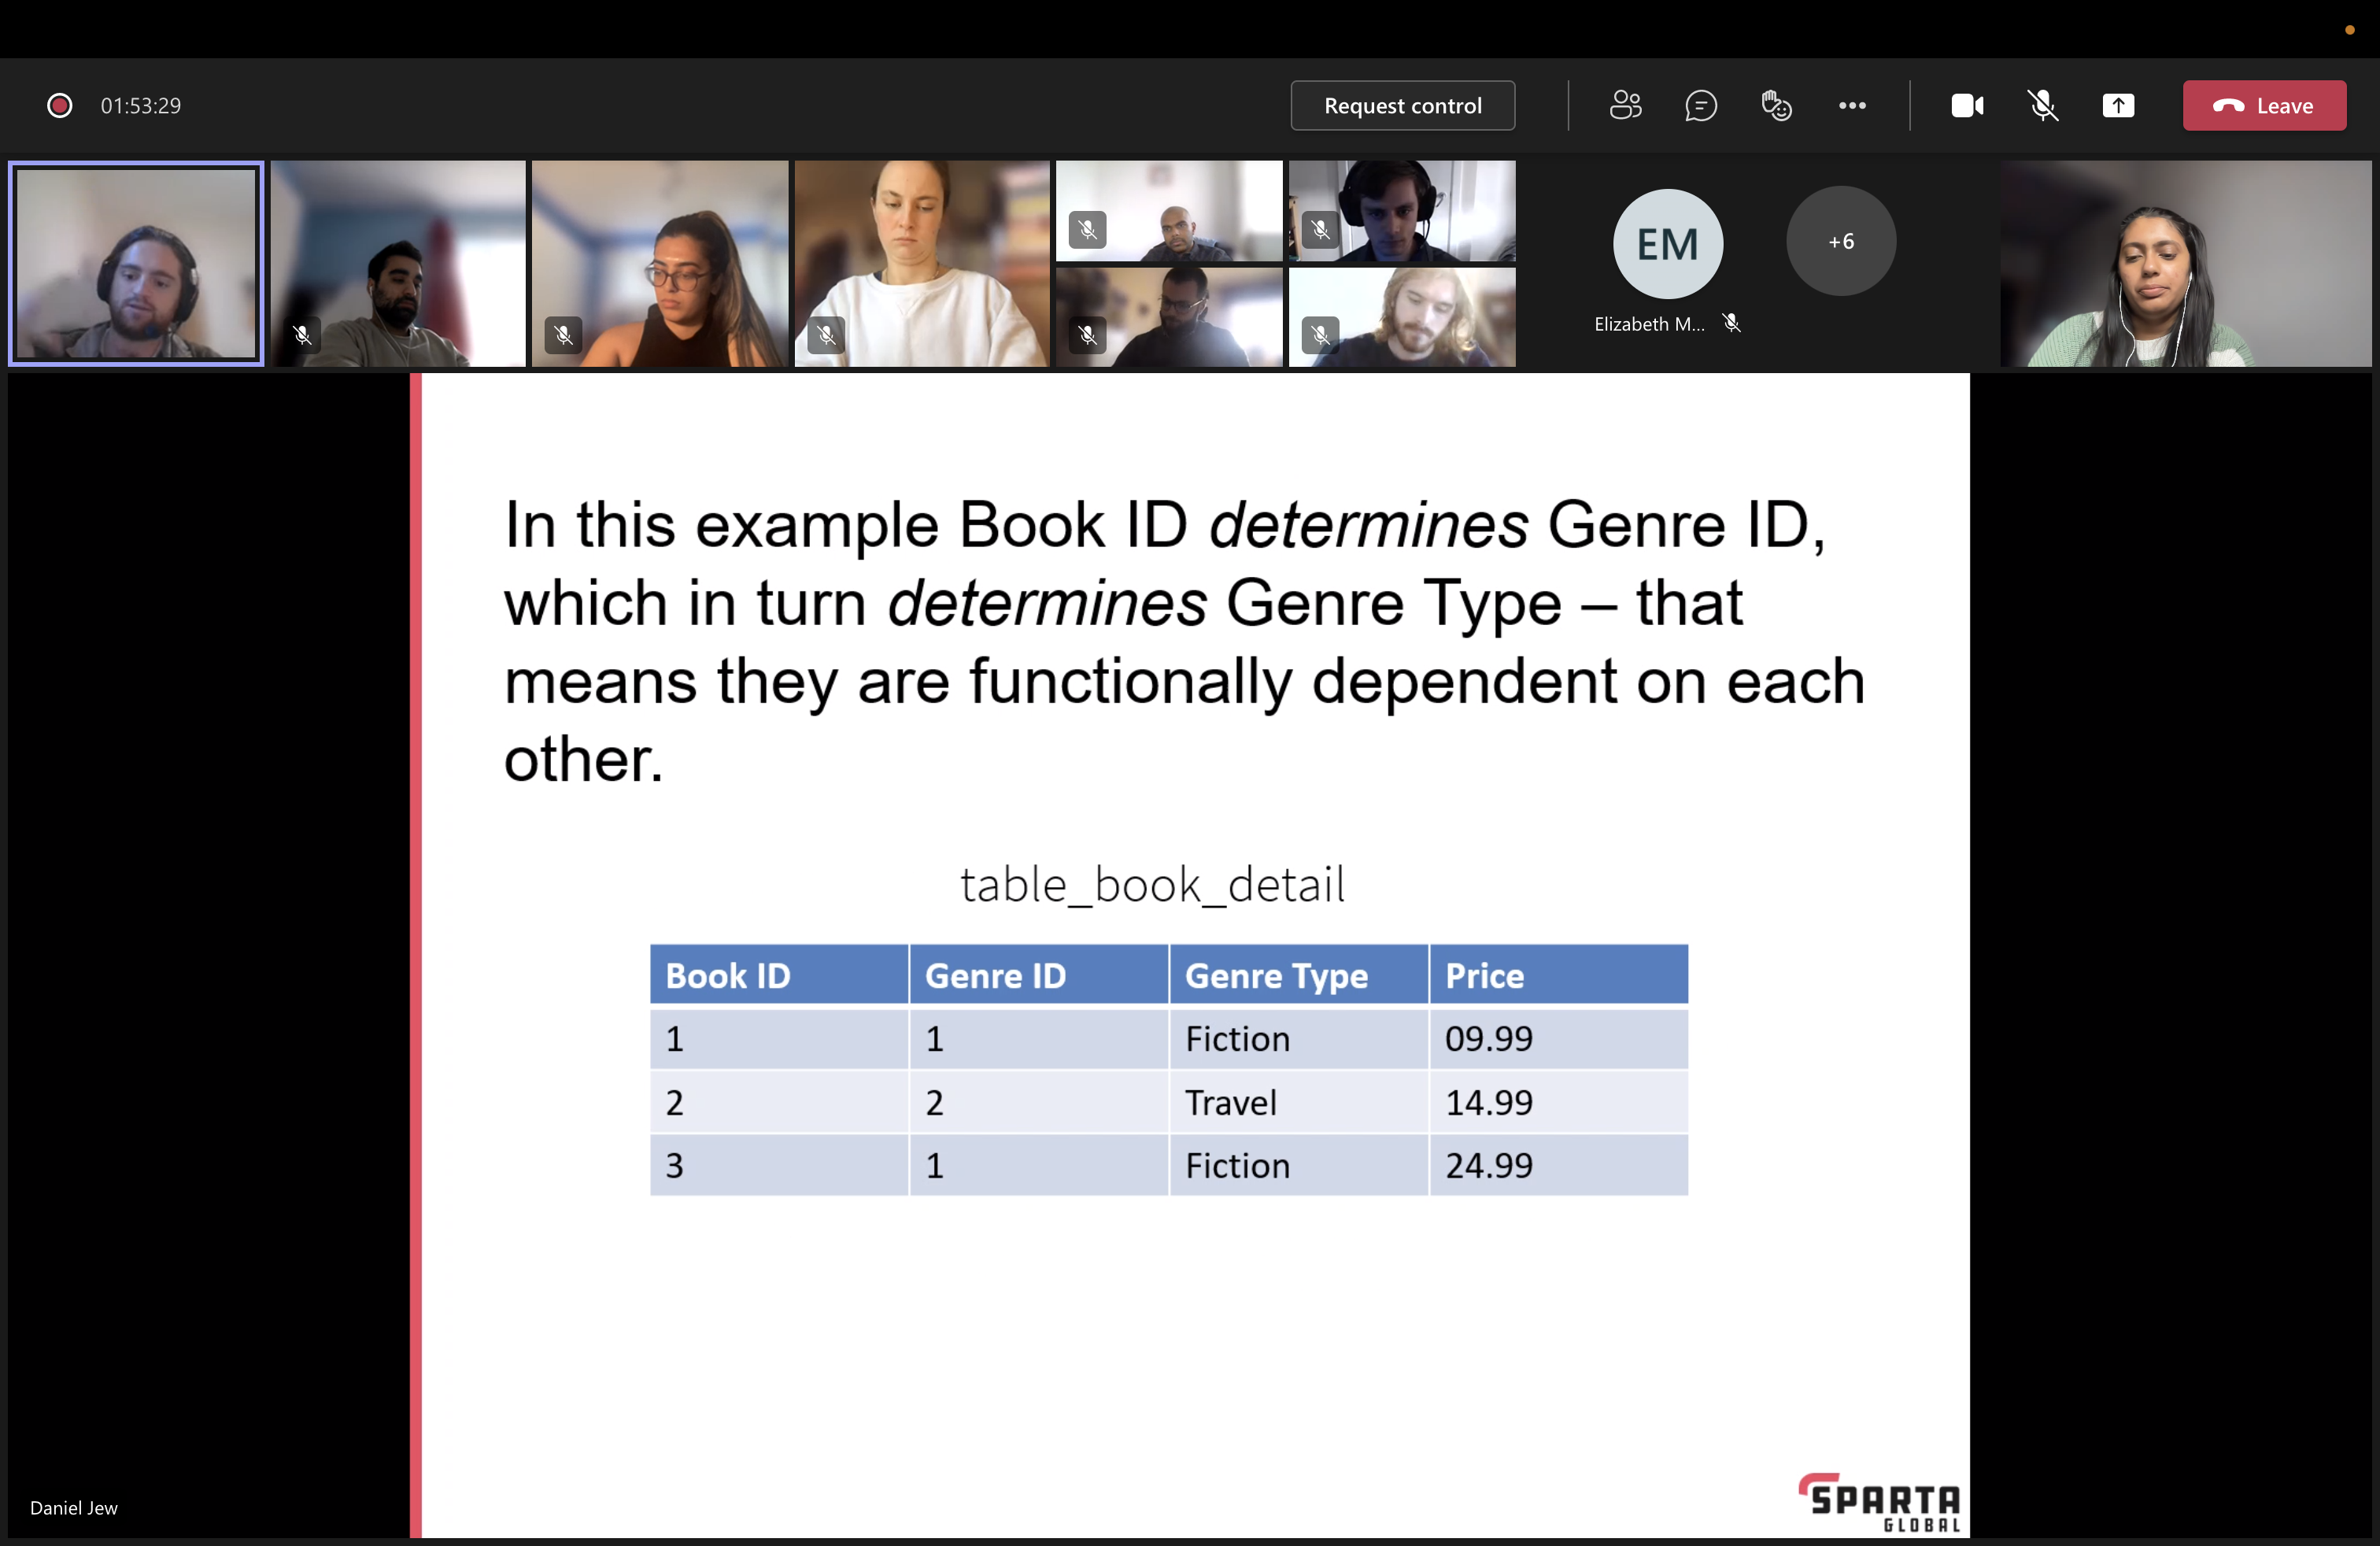 01:53:29
Request control
Leave
EM
+6
Elizabeth M...
In this example Book ID determines Genre ID,
which in turn determines Genre Type – that
means they are functionally dependent on each
other.
table_book_detail
Book ID Genre ID Genre Type Price
1 1 Fiction 09.99
2 2 Travel 14.99
3 1 Fiction 24.99
Daniel Jew
SPARTA
GLOBAL